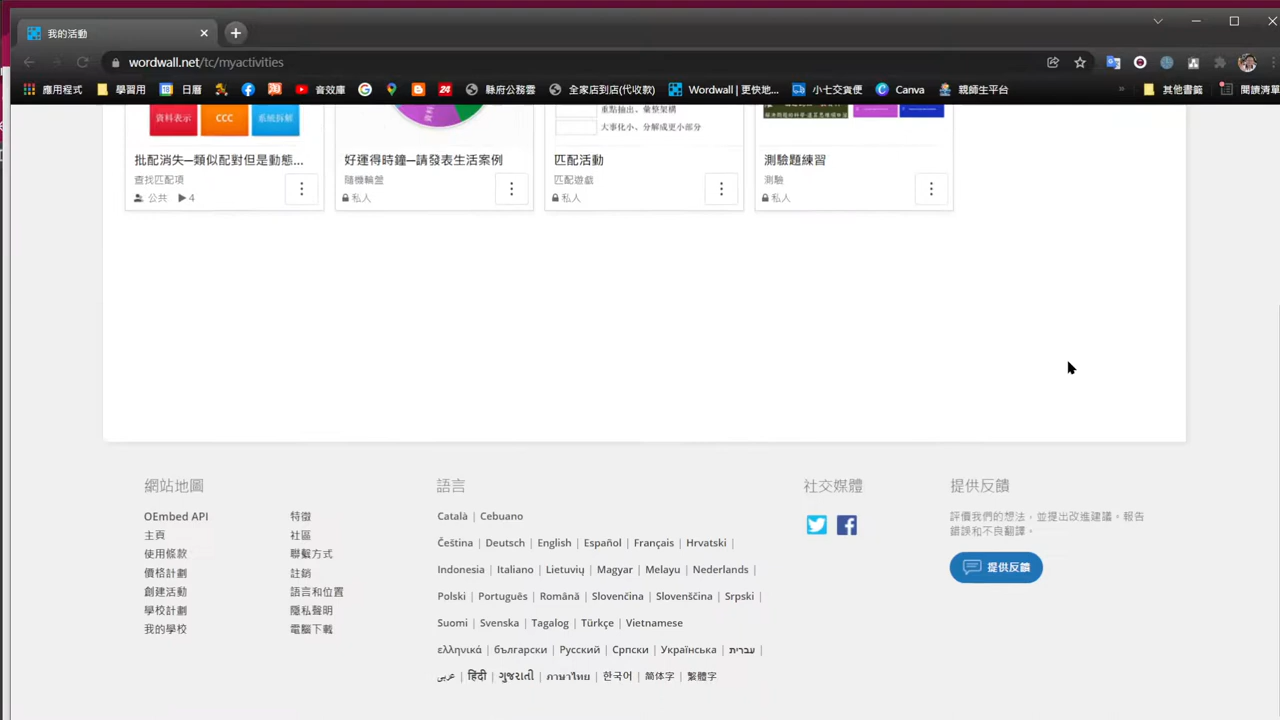 我的活動
wordwall.net/tc/myactivities
應用程式 學習用 日曆 音效庫 縣府公務雲 全家店到店(代收款) Wordwall | 更快地... 小七交貨便 Canva 親師生平台 » 其他書籤 閱讀清單
資料表示 CCC 系統拆解
重點抽出、彙整架構
大事化小、分解成更小部分
批配消失—類似配對但是動態...
查找匹配項
公共 4
好運得時鐘—請發表生活案例
隨機輪盤
私人
匹配活動
匹配遊戲
私人
測驗題練習
測驗
私人
網站地圖
OEmbed API
主頁
使用條款
價格計劃
創建活動
學校計劃
我的學校
特徵
社區
聯繫方式
註銷
語言和位置
隱私聲明
電腦下載
語言
Català | Cebuano
Čeština | Deutsch | English | Español | Français | Hrvatski |
Indonesia | Italiano | Lietuvių | Magyar | Melayu | Nederlands |
Polski | Português | Română | Slovenčina | Slovenščina | Srpski |
Suomi | Svenska | Tagalog | Türkçe | Vietnamese
ελληνικά | български | Русский | Српски | Українська | עברית |
عربى | हिंदी | ગુજરાતી | ภาษาไทย | 한국어 | 简体字 | 繁體字
社交媒體
提供反饋
評價我們的想法，並提出改進建議。報告
錯誤和不良翻譯。
提供反饋